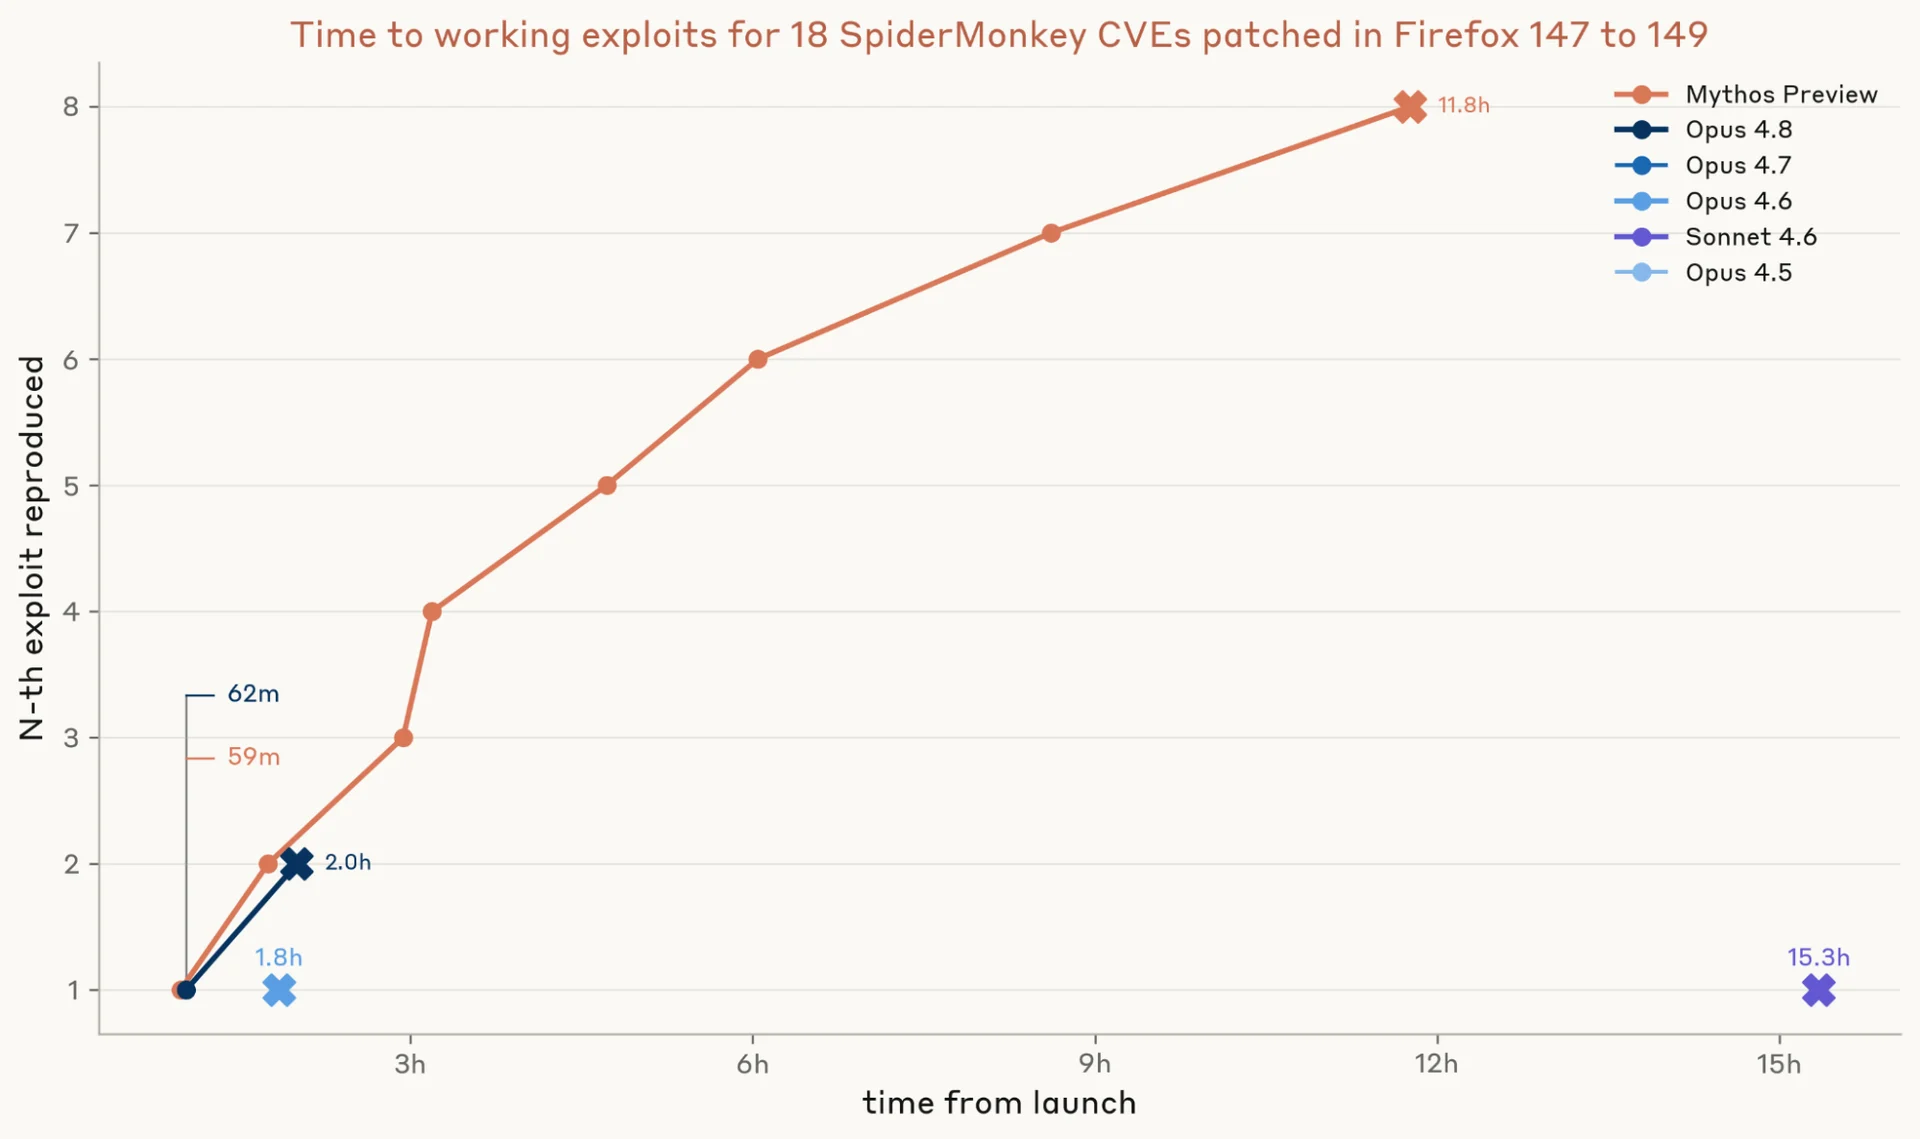 Time to working exploits for 18 SpiderMonkey CVEs patched in Firefox 147 to 149
Mythos Preview
Opus 4.8
Opus 4.7
Opus 4.6
Sonnet 4.6
Opus 4.5
N-th exploit reproduced
8
7
6
5
4
3
2
1
11.8h
62m
59m
2.0h
1.8h
15.3h
3h
6h
9h
12h
15h
time from launch